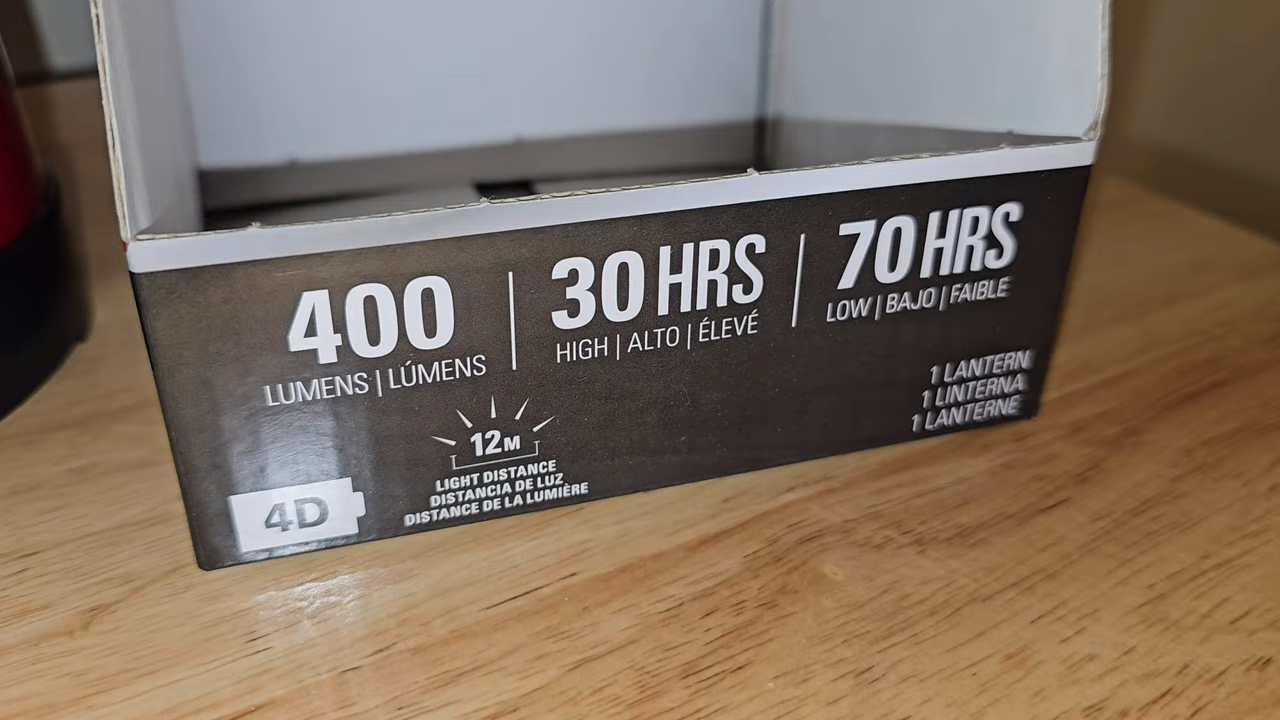 400
LUMENS | LÚMENS
30 HRS
HIGH | ALTO | ÉLEVÉ
70 HRS
LOW | BAJO | FAIBLE
12M
LIGHT DISTANCE
DISTANCIA DE LUZ
DISTANCE DE LA LUMIÈRE
4D
1 LANTERN
1 LINTERNA
1 LANTERNE